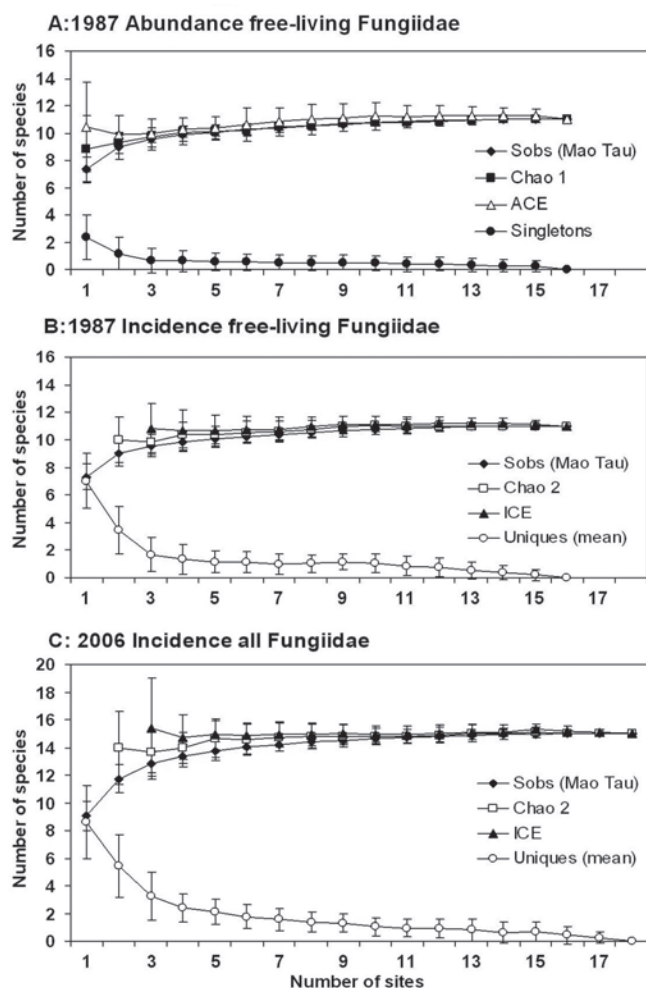 A:1987 Abundance free-living Fungiidae
Number of species
16
14
12
10
8
6
4
2
0
Sobs (Mao Tau)
Chao 1
ACE
Singletons
1 3 5 7 9 11 13 15 17
B:1987 Incidence free-living Fungiidae
Number of species
16
14
12
10
8
6
4
2
0
Sobs (Mao Tau)
Chao 2
ICE
Uniques (mean)
1 3 5 7 9 11 13 15 17
C: 2006 Incidence all Fungiidae
Number of species
20
18
16
14
12
10
8
6
4
2
0
Sobs (Mao Tau)
Chao 2
ICE
Uniques (mean)
1 3 5 7 9 11 13 15 17
Number of sites